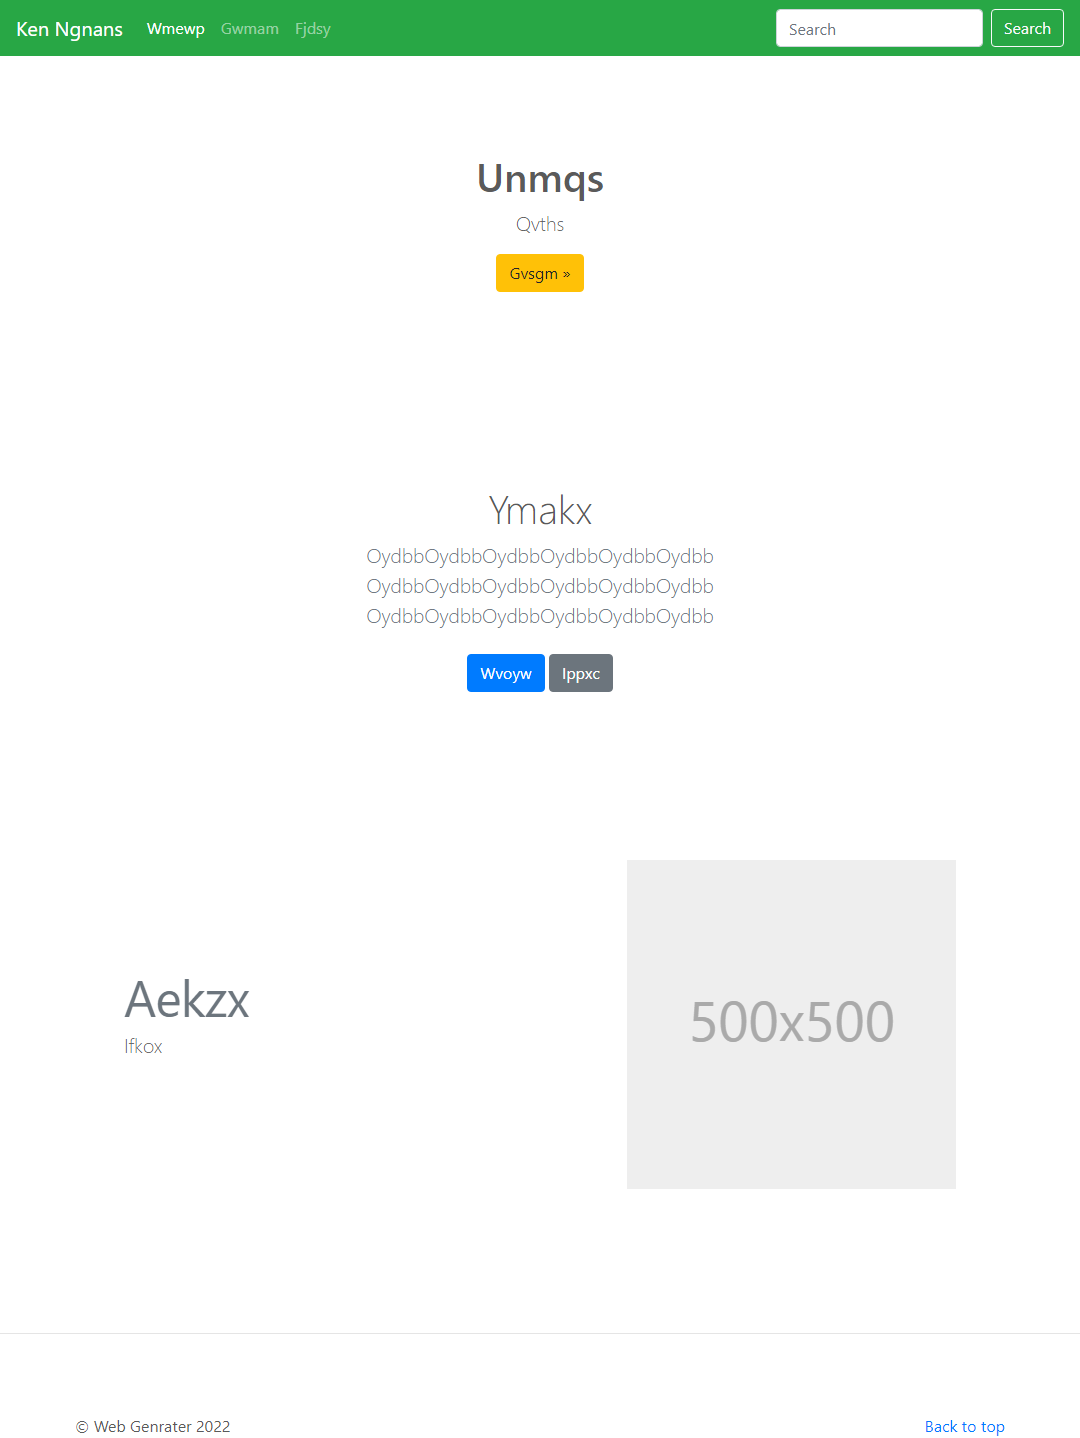 Ken Ngnans Wmewp Gwmam Fjdsy Search Search
Unmqs
Qvths
Gvsgm »
Ymakx
OydbbOydbbOydbbOydbbOydbbOydbb
OydbbOydbbOydbbOydbbOydbbOydbb
OydbbOydbbOydbbOydbbOydbbOydbb
Wvoyw Ippxc
Aekzx
Ifkox
500x500
© Web Genrater 2022 Back to top